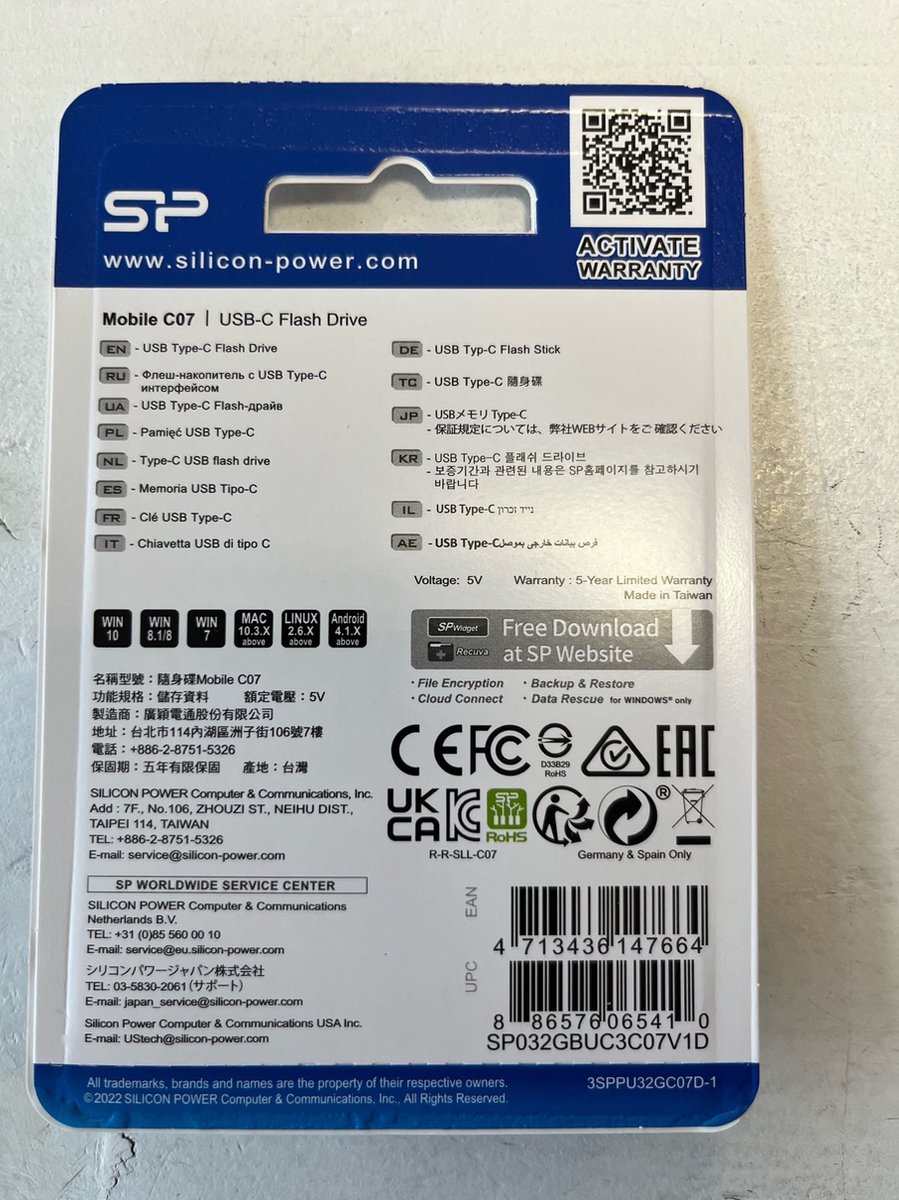 SP
www.silicon-power.com
ACTIVATE
WARRANTY
Mobile C07 | USB-C Flash Drive
EN - USB Type-C Flash Drive
RU - Флеш-накопитель с USB Type-C
интерфейсом
UA - USB Type-C Flash-драйв
PL - Pamięć USB Type-C
NL - Type-C USB flash drive
ES - Memoria USB Tipo-C
FR - Clé USB Type-C
IT - Chiavetta USB di tipo C
DE - USB Typ-C Flash Stick
TC - USB Type-C 隨身碟
JP - USBメモリ Type-C
- 保証規定については、弊社WEBサイトをご確認ください
KR - USB Type-C 플래쉬 드라이브
- 보증기간과 관련된 내용은 SP홈페이지를 참고하시기
바랍니다
IL - USB Type-C נייד זכרון
AE - USB Type-C قرص بيانات خارجي بموصل
Voltage: 5V Warranty : 5-Year Limited Warranty
Made in Taiwan
WIN 10
WIN 8.1/8
WIN 7
MAC 10.3.X above
LINUX 2.6.X above
Android 4.1.X above
SP Widget
Recuva
Free Download
at SP Website
· File Encryption · Backup & Restore
· Cloud Connect · Data Rescue for WINDOWS® only
名稱型號：隨身碟Mobile C07
功能規格：儲存資料 額定電壓：5V
製造商：廣穎電通股份有限公司
地址：台北市114內湖區洲子街106號7樓
電話：+886-2-8751-5326
保固期：五年有限保固 產地：台灣
SILICON POWER Computer & Communications, Inc.
Add : 7F., No.106, ZHOUZI ST., NEIHU DIST.,
TAIPEI 114, TAIWAN
TEL: +886-2-8751-5326
E-mail: service@silicon-power.com
CE FC D33B29 RoHS EAC
UK CA KC SP RoHS ®
R-R-SLL-C07 Germany & Spain Only
SP WORLDWIDE SERVICE CENTER
SILICON POWER Computer & Communications
Netherlands B.V.
TEL: +31 (0)85 560 00 10
E-mail: service@eu.silicon-power.com
シリコンパワージャパン株式会社
TEL: 03-5830-2061(サポート)
E-mail: japan_service@silicon-power.com
Silicon Power Computer & Communications USA Inc.
E-mail: UStech@silicon-power.com
EAN
4 713436 147664
UPC
8 86576 06541 0
SP032GBUC3C07V1D
All trademarks, brands and names are the property of their respective owners.
©2022 SILICON POWER Computer & Communications, Inc., All Rights Reserved.
3SPPU32GC07D-1